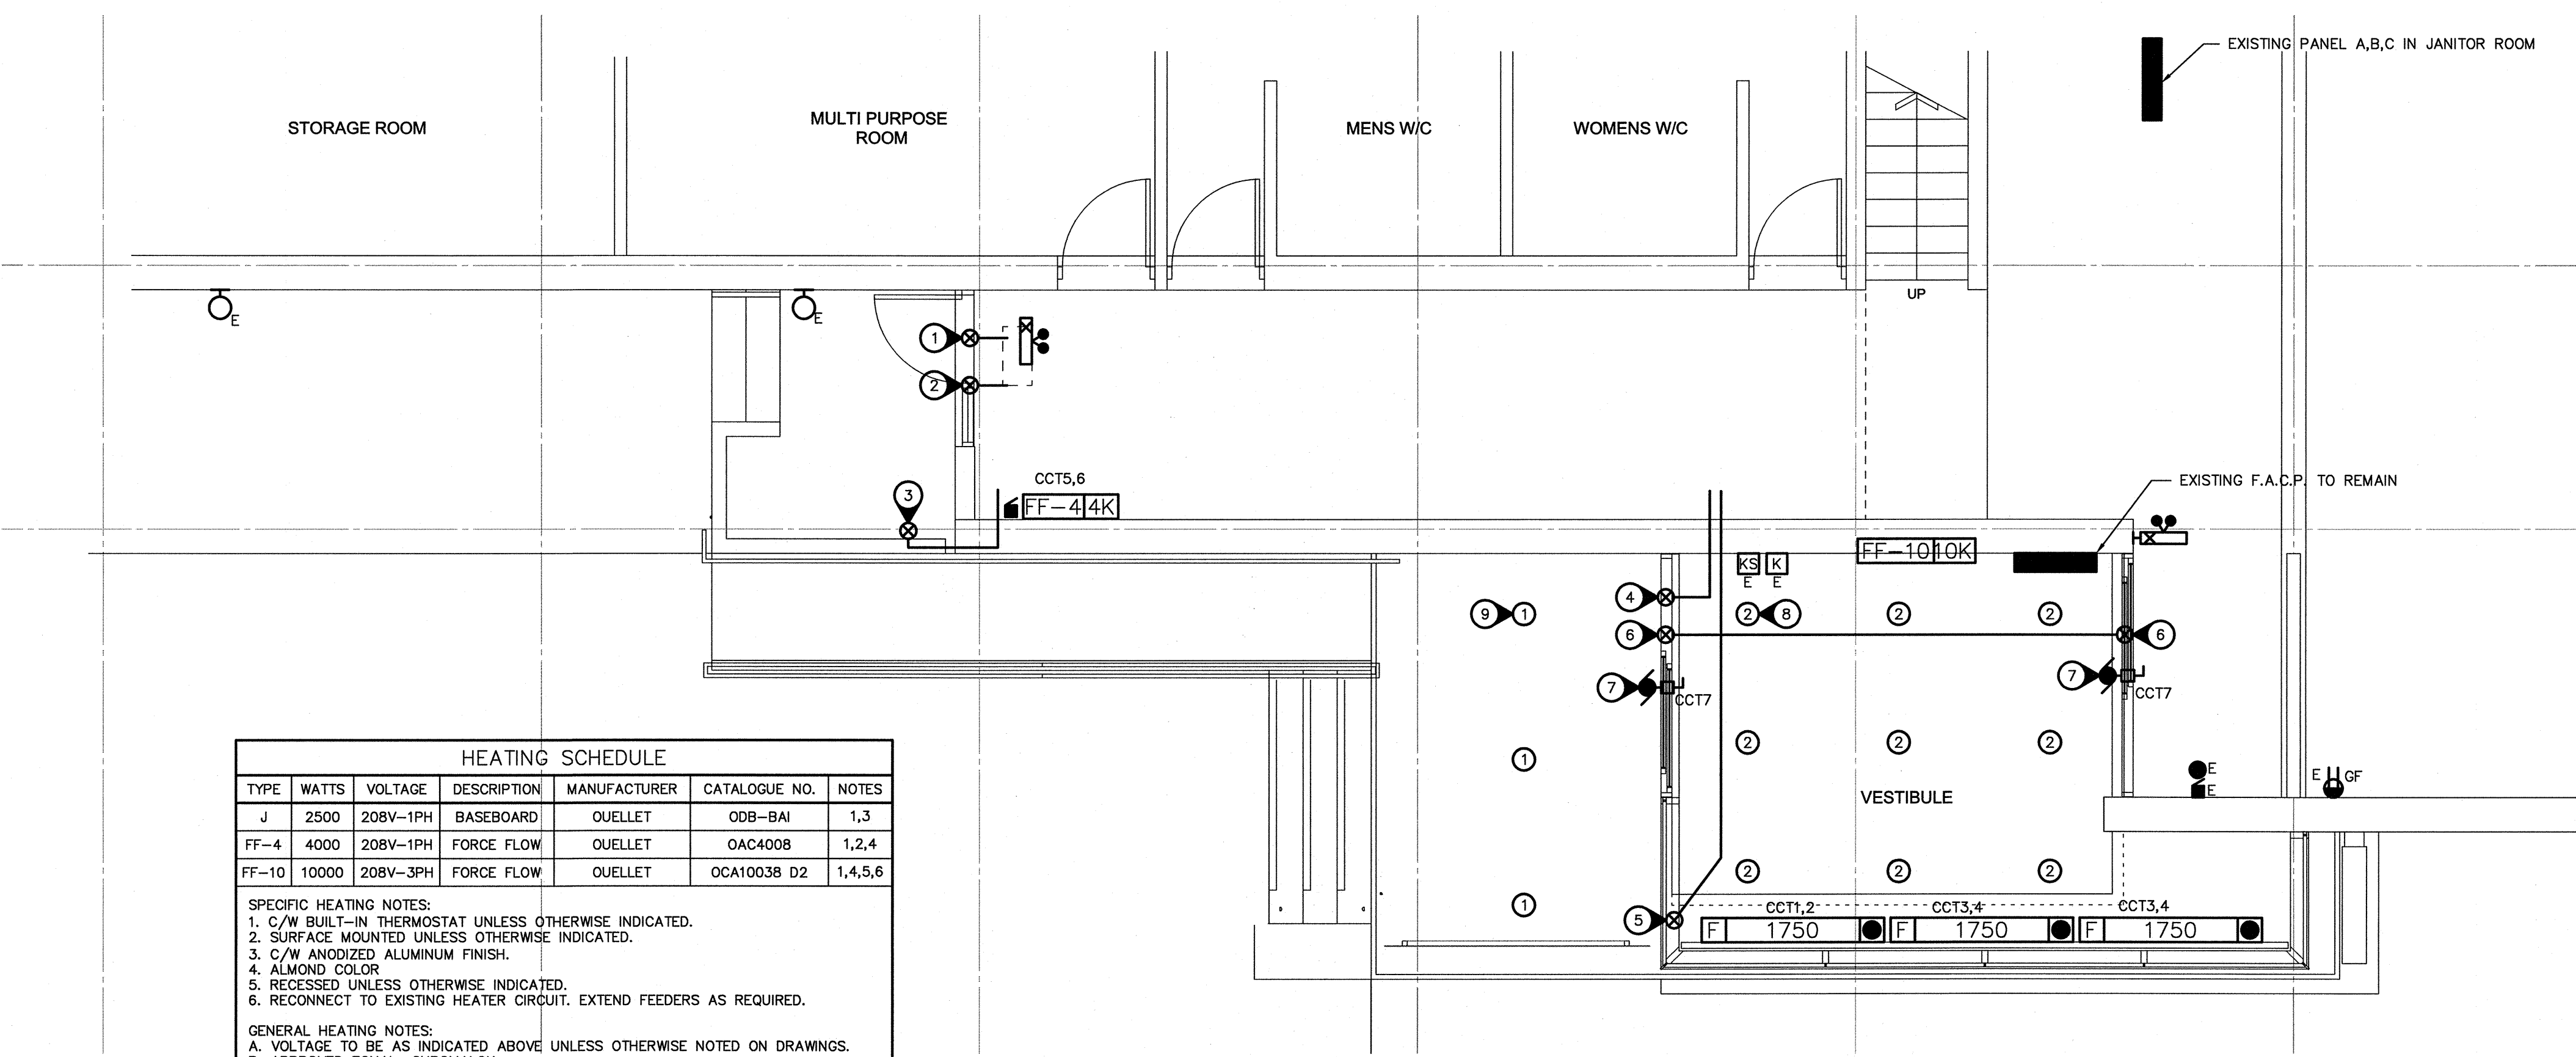 EXISTING PANEL A,B,C IN JANITOR ROOM
STORAGE ROOM
MULTI PURPOSE
ROOM
MENS W/C
WOMENS W/C
UP
E
E
1
2
3
CCT5,6
FF-4 4K
EXISTING F.A.C.P. TO REMAIN
FF-10 10K
KS K
E E
4
9 1
2 8 2 2
6 6
7 7
CCT7 CCT7
1
2 2 2
E
E
E GF
VESTIBULE
2 2 2
1
5
CCT1,2 CCT3,4 CCT3,4
F 1750 F 1750 F 1750
HEATING SCHEDULE
TYPE WATTS VOLTAGE DESCRIPTION MANUFACTURER CATALOGUE NO. NOTES
J 2500 208V-1PH BASEBOARD OUELLET ODB-BAI 1,3
FF-4 4000 208V-1PH FORCE FLOW OUELLET OAC4008 1,2,4
FF-10 10000 208V-3PH FORCE FLOW OUELLET OCA10038 D2 1,4,5,6
SPECIFIC HEATING NOTES:
1. C/W BUILT-IN THERMOSTAT UNLESS OTHERWISE INDICATED.
2. SURFACE MOUNTED UNLESS OTHERWISE INDICATED.
3. C/W ANODIZED ALUMINUM FINISH.
4. ALMOND COLOR
5. RECESSED UNLESS OTHERWISE INDICATED.
6. RECONNECT TO EXISTING HEATER CIRCUIT. EXTEND FEEDERS AS REQUIRED.
GENERAL HEATING NOTES:
A. VOLTAGE TO BE AS INDICATED ABOVE UNLESS OTHERWISE NOTED ON DRAWINGS.